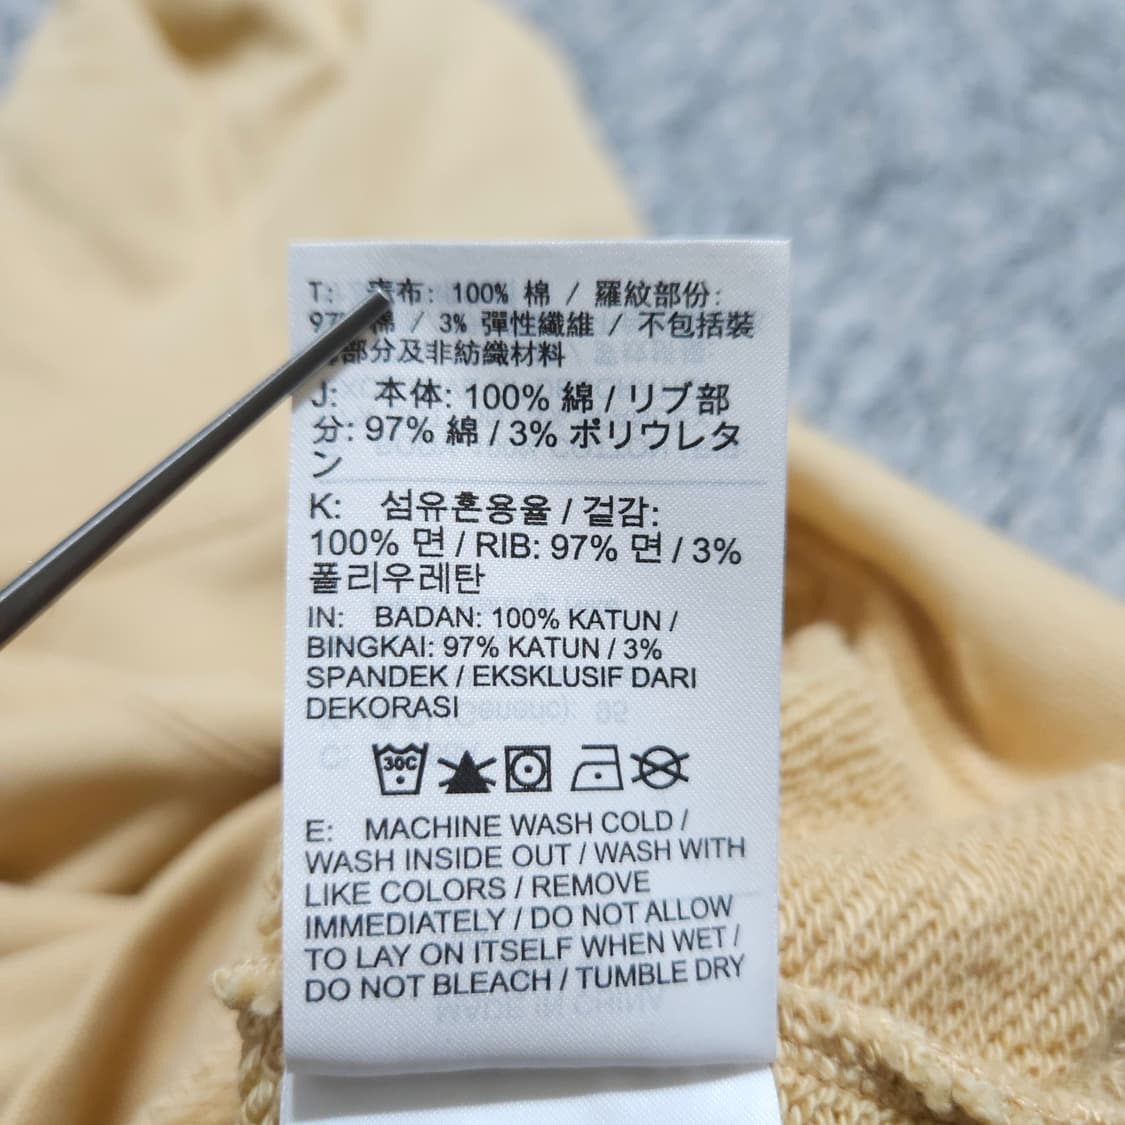 T: 布: 100% 棉 / 羅紋部份:
棉 / 3% 彈性纖維 / 不包括裝
部分及非紡織材料
J: 本体: 100% 綿 / リブ部
分: 97% 綿 / 3% ポリウレタ
ン
K: 섬유혼용율 / 겉감:
100% 면 / RIB: 97% 면 / 3%
폴리우레탄
IN: BADAN: 100% KATUN /
BINGKAI: 97% KATUN / 3%
SPANDEK / EKSKLUSIF DARI
DEKORASI
30C
E: MACHINE WASH COLD /
WASH INSIDE OUT / WASH WITH
LIKE COLORS / REMOVE
IMMEDIATELY / DO NOT ALLOW
TO LAY ON ITSELF WHEN WET /
DO NOT BLEACH / TUMBLE DRY
MADE IN CHINA